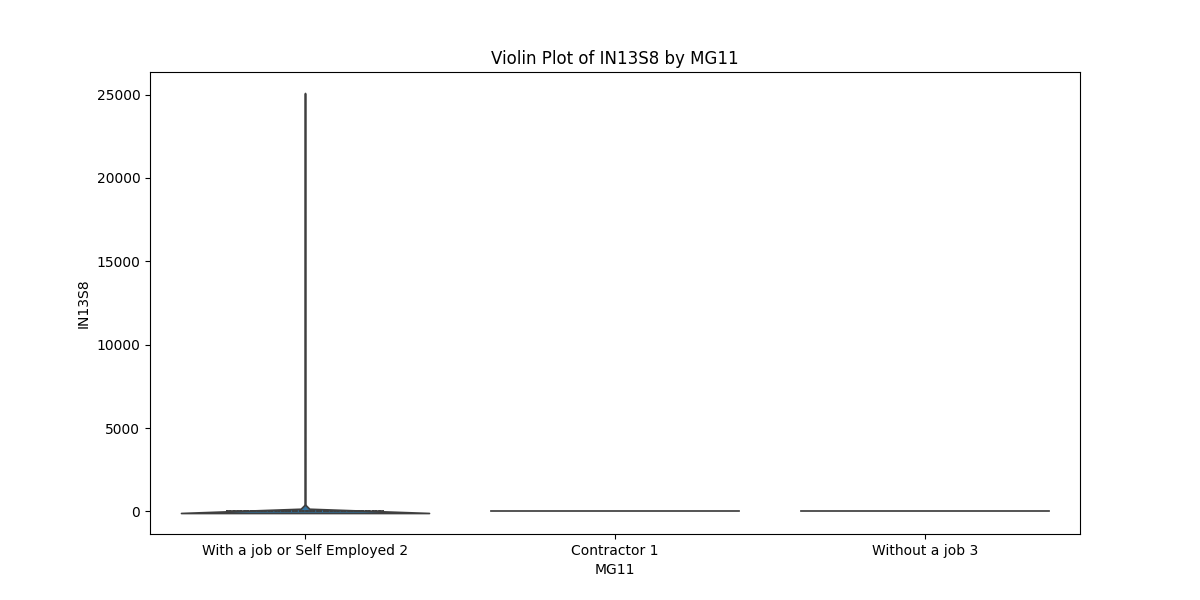 Violin Plot of IN13S8 by MG11
25000
20000
15000
10000
5000
0
IN13S8
With a job or Self Employed 2
Contractor 1
Without a job 3
MG11